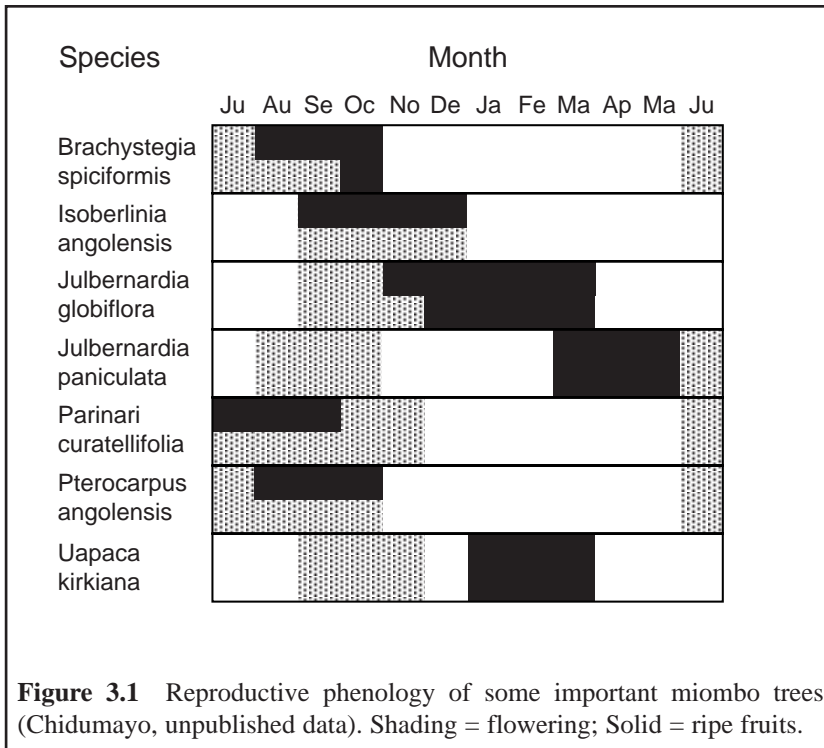 Species Month
Ju Au Se Oc No De Ja Fe Ma Ap Ma Ju
Brachystegia
spiciformis
Isoberlinia
angolensis
Julbernardia
globiflora
Julbernardia
paniculata
Parinari
curatellifolia
Pterocarpus
angolensis
Uapaca
kirkiana
Figure 3.1 Reproductive phenology of some important miombo trees
(Chidumayo, unpublished data). Shading = flowering; Solid = ripe fruits.